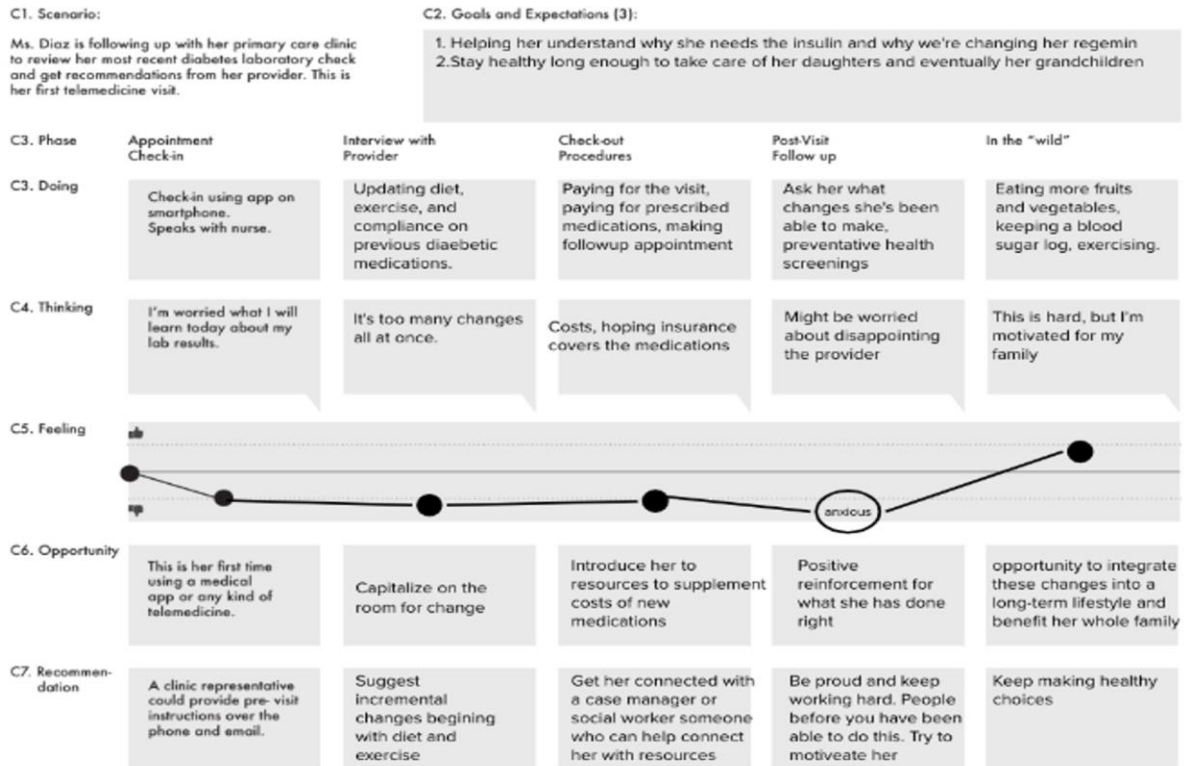 C1. Scenario:
Ms. Diaz is following up with her primary care clinic
to review her most recent diabetes laboratory check
and get recommendations from her provider. This is
her first telemedicine visit.
C2. Goals and Expectations (3):
1. Helping her understand why she needs the insulin and why we're changing her regemin
2.Stay healthy long enough to take care of her daughters and eventually her grandchildren
C3. Phase
Appointment
Check-in
Interview with
Provider
Check-out
Procedures
Post-Visit
Follow up
In the "wild"
C3. Doing
Check-in using app on
smartphone.
Speaks with nurse.
Updating diet,
exercise, and
compliance on
previous diaebetic
medications.
Paying for the visit,
paying for prescribed
medications, making
followup appointment
Ask her what
changes she's been
able to make,
preventative health
screenings
Eating more fruits
and vegetables,
keeping a blood
sugar log, exercising.
C4. Thinking
I'm worried what I will
learn today about my
lab results.
It's too many changes
all at once.
Costs, hoping insurance
covers the medications
Might be worried
about disappointing
the provider
This is hard, but I'm
motivated for my
family
C5. Feeling
anxious
C6. Opportunity
This is her first time
using a medical
app or any kind of
telemedicine.
Capitalize on the
room for change
Introduce her to
resources to supplement
costs of new
medications
Positive
reinforcement for
what she has done
right
opportunity to integrate
these changes into a
long-term lifestyle and
benefit her whole family
C7. Recommen-
dation
A clinic representative
could provide pre- visit
instructions over the
phone and email.
Suggest
incremental
changes begining
with diet and
exercise
Get her connected with
a case manager or
social worker someone
who can help connect
her with resources
Be proud and keep
working hard. People
before you have been
able to do this. Try to
motiveate her
Keep making healthy
choices